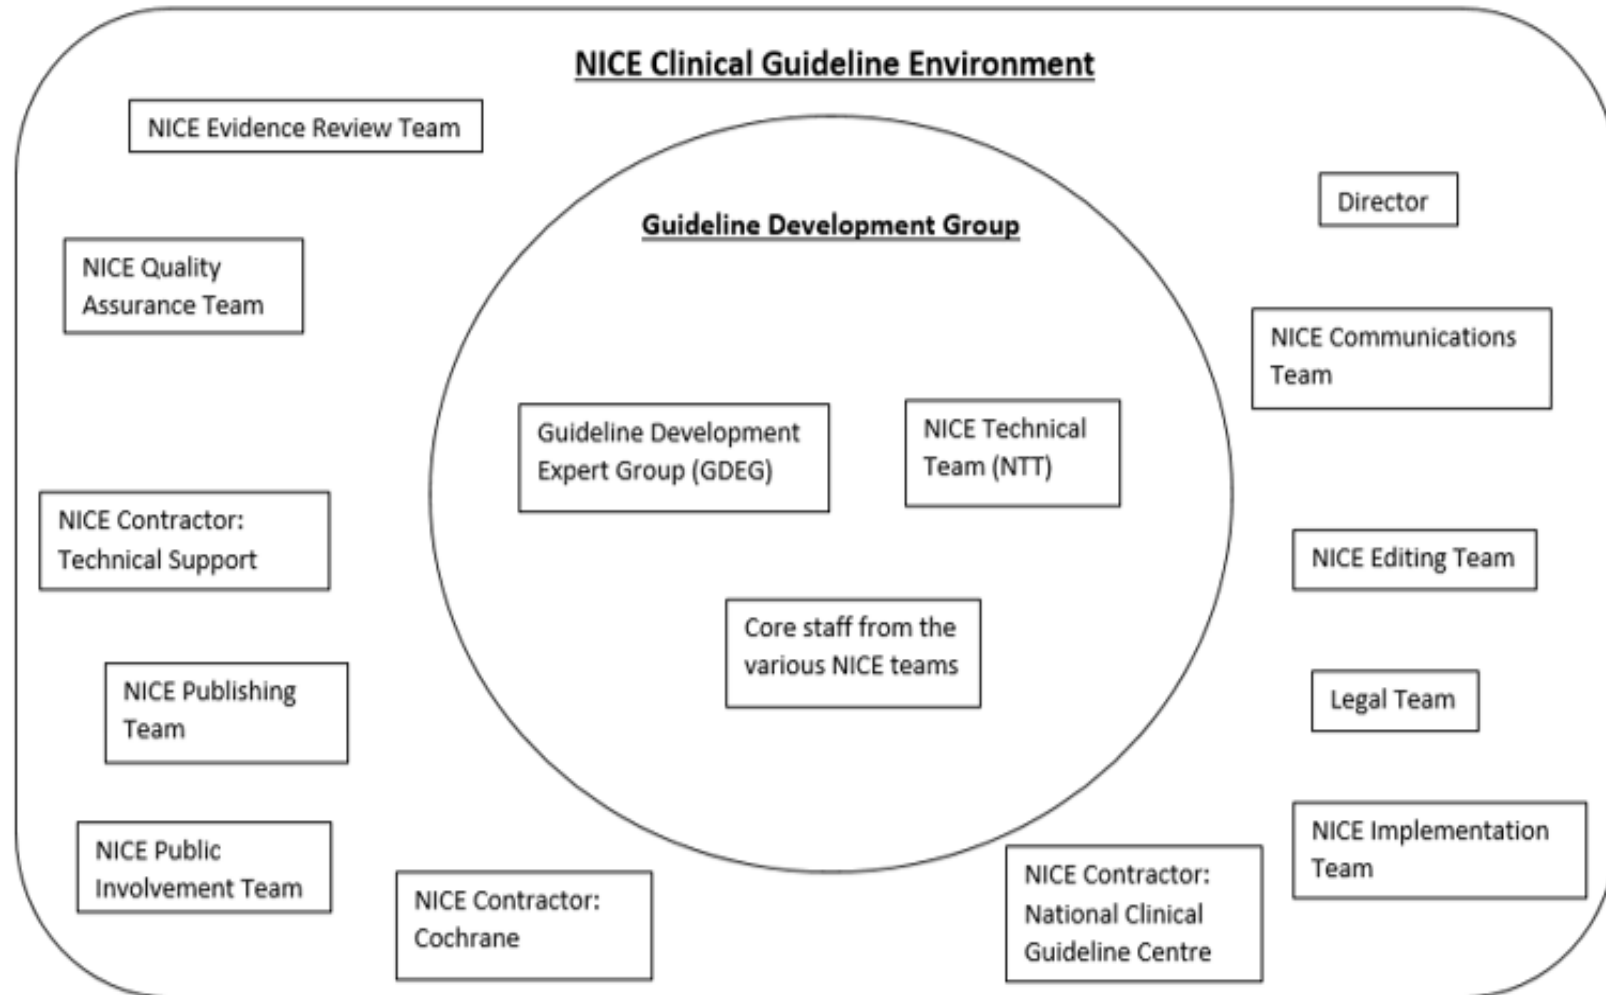 NICE Clinical Guideline Environment
NICE Evidence Review Team
Director
Guideline Development Group
NICE Quality
Assurance Team
NICE Communications
Team
Guideline Development
Expert Group (GDEG)
NICE Technical
Team (NTT)
NICE Contractor:
Technical Support
NICE Editing Team
Core staff from the
various NICE teams
NICE Publishing
Team
Legal Team
NICE Public
Involvement Team
NICE Contractor:
Cochrane
NICE Contractor:
National Clinical
Guideline Centre
NICE Implementation
Team